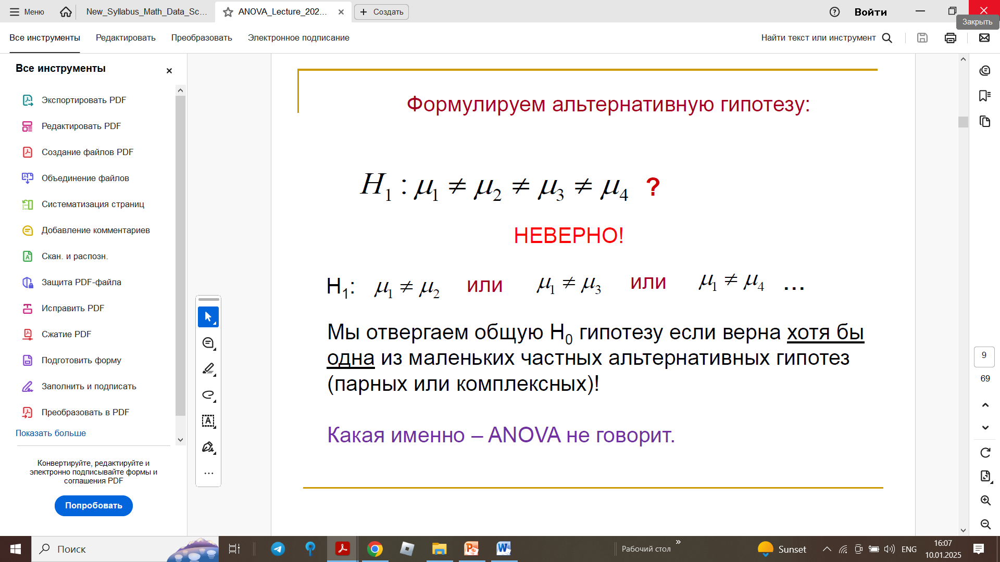 Меню
New_Syllabus_Math_Data_Sc...
ANOVA_Lecture_202...
Создать
Войти
Закрыть
Все инструменты
Редактировать
Преобразовать
Электронное подписание
Найти текст или инструмент
Все инструменты
Экспортировать PDF
Редактировать PDF
Создание файлов PDF
Объединение файлов
Систематизация страниц
Добавление комментариев
Скан. и распозн.
Защита PDF-файла
Исправить PDF
Сжатие PDF
Подготовить форму
Заполнить и подписать
Преобразовать в PDF
Показать больше
Конвертируйте, редактируйте и
электронно подписывайте формы и
соглашения PDF
Попробовать
Формулируем альтернативную гипотезу:
H₁ : μ₁ ≠ μ₂ ≠ μ₃ ≠ μ₄ ?
НЕВЕРНО!
H₁: μ₁ ≠ μ₂ или μ₁ ≠ μ₃ или μ₁ ≠ μ₄ ...
Мы отвергаем общую H₀ гипотезу если верна хотя бы
одна из маленьких частных альтернативных гипотез
(парных или комплексных)!
Какая именно – ANOVA не говорит.
9
69
Поиск
Рабочий стол
Sunset
ENG
16:07
10.01.2025